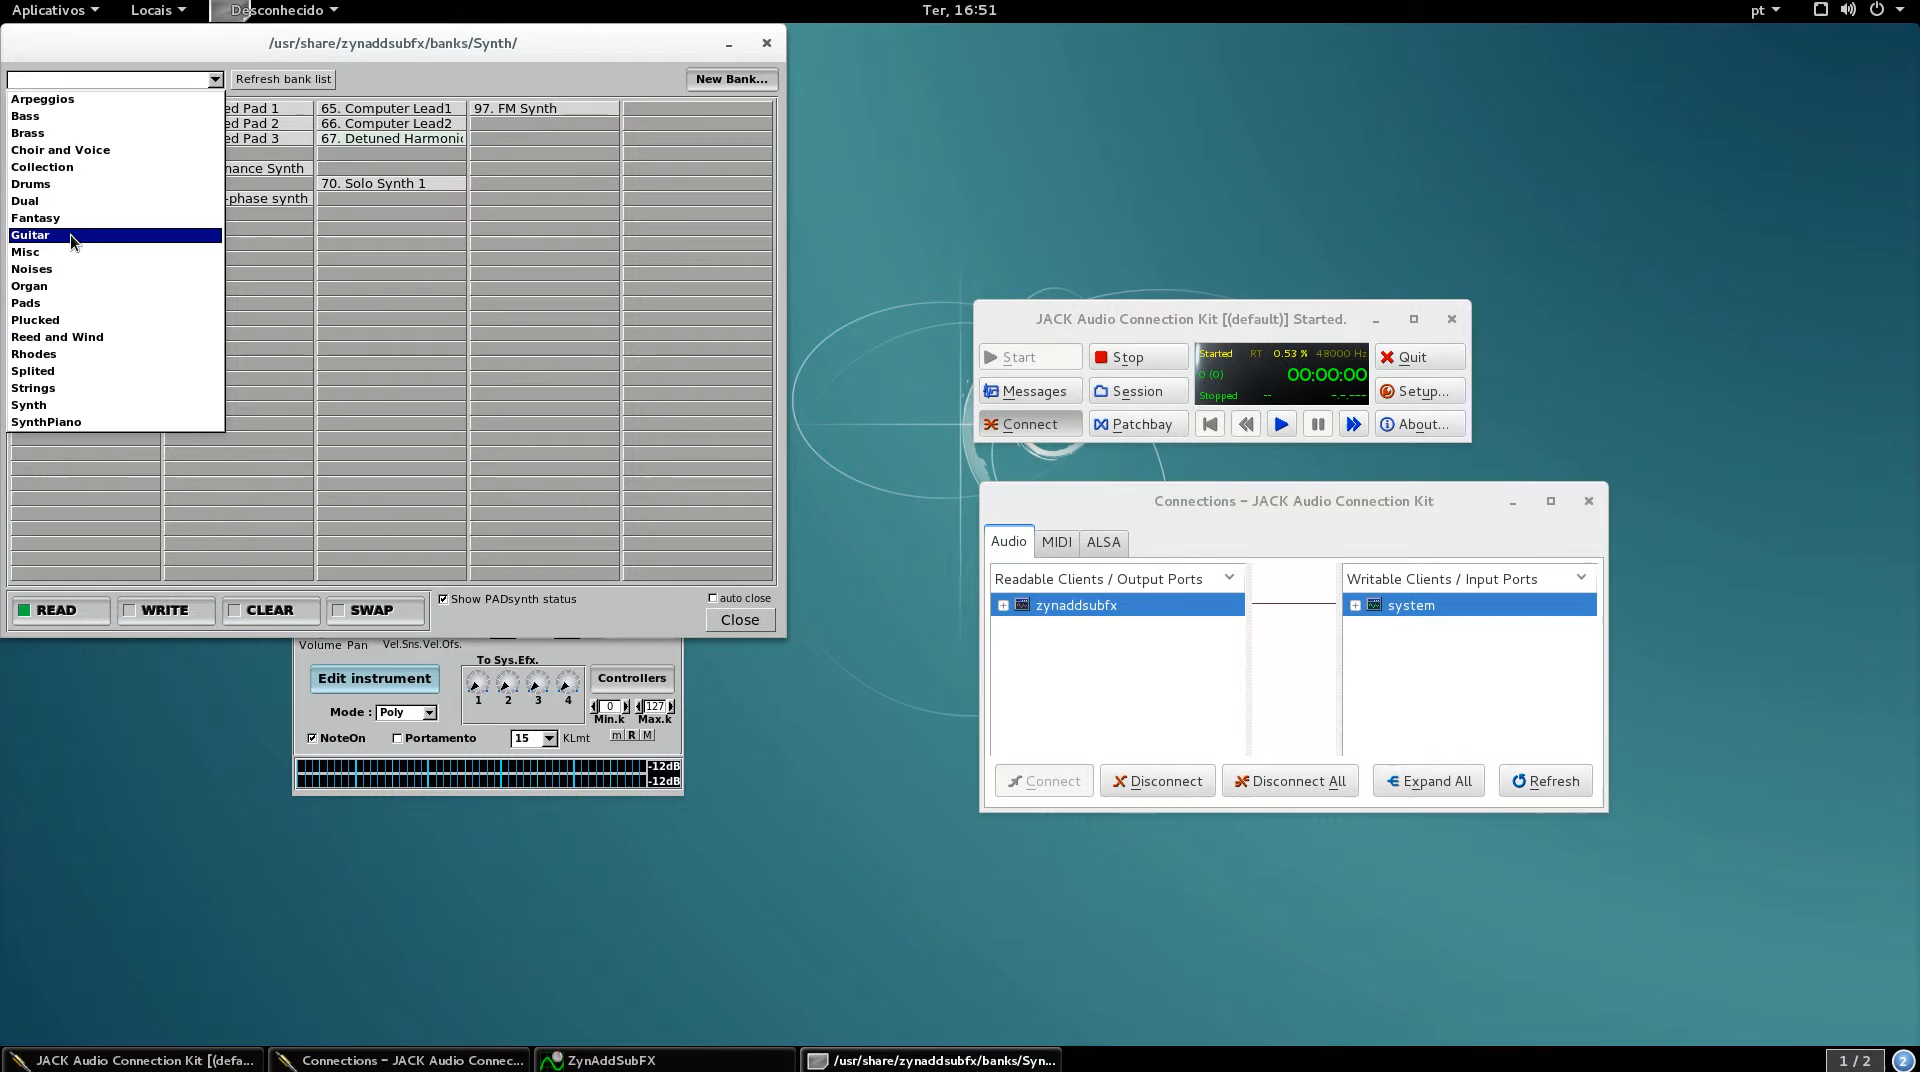 Aplicativos Locais Desconhecido Ter, 16:51 pt
/usr/share/zynaddsubfx/banks/Synth/
Refresh bank list New Bank...
Arpeggios
Bass
Brass
Choir and Voice
Collection
Drums
Dual
Fantasy
Guitar
Misc
Noises
Organ
Pads
Plucked
Reed and Wind
Rhodes
Splited
Strings
Synth
SynthPiano
ed Pad 1 65. Computer Lead1 97. FM Synth
ed Pad 2 66. Computer Lead2
ed Pad 3 67. Detuned Harmonic
nance Synth
70. Solo Synth 1
-phase synth
READ WRITE CLEAR SWAP Show PADsynth status auto close
Close
Volume Pan Vel.Sns.Vel.Ofs.
To Sys.Efx.
Edit instrument Controllers
1 2 3 4
Mode : Poly 0 127
Min.k Max.k
NoteOn Portamento 15 KLmt m R M
-12dB
-12dB
JACK Audio Connection Kit [(default)] Started.
Start Stop Started RT 0.53 % 48000 Hz Quit
Messages Session 0 (0) 00:00:00 Setup...
Stopped -- -.-.---
Connect Patchbay About...
Connections - JACK Audio Connection Kit
Audio MIDI ALSA
Readable Clients / Output Ports Writable Clients / Input Ports
zynaddsubfx system
Connect Disconnect Disconnect All Expand All Refresh
JACK Audio Connection Kit [(defa... Connections - JACK Audio Connec... ZynAddSubFX /usr/share/zynaddsubfx/banks/Syn... 1 / 2 2